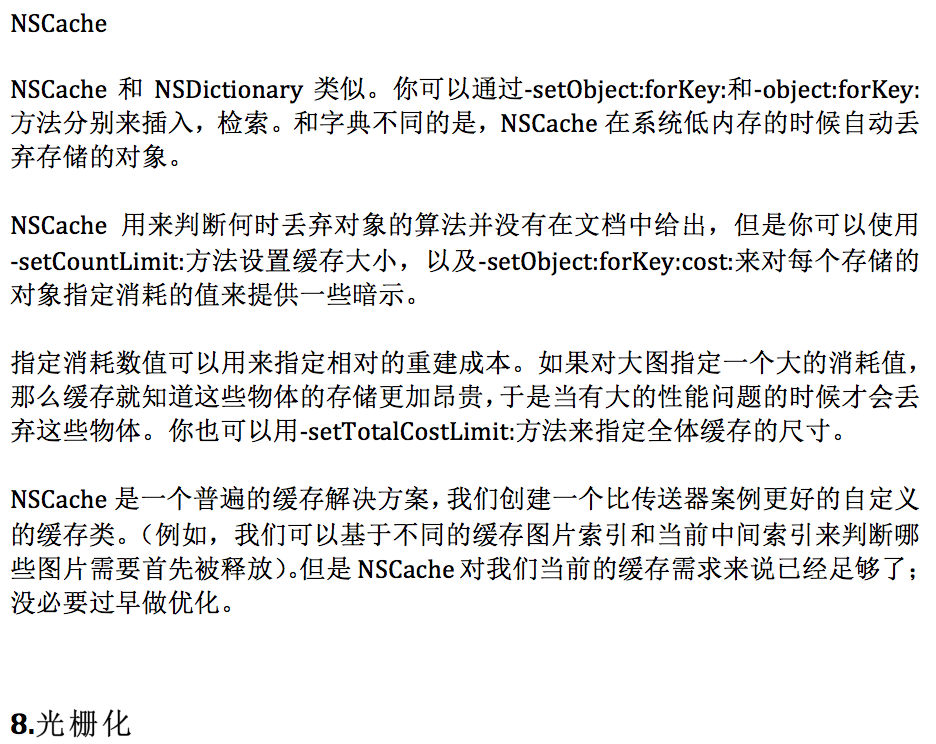 NSCache
NSCache 和 NSDictionary 类似。你可以通过-setObject:forKey:和-object:forKey:
方法分别来插入，检索。和字典不同的是，NSCache 在系统低内存的时候自动丢
弃存储的对象。
NSCache 用来判断何时丢弃对象的算法并没有在文档中给出，但是你可以使用
-setCountLimit:方法设置缓存大小，以及-setObject:forKey:cost:来对每个存储的
对象指定消耗的值来提供一些暗示。
指定消耗数值可以用来指定相对的重建成本。如果对大图指定一个大的消耗值，
那么缓存就知道这些物体的存储更加昂贵，于是当有大的性能问题的时候才会丢
弃这些物体。你也可以用-setTotalCostLimit:方法来指定全体缓存的尺寸。
NSCache 是一个普遍的缓存解决方案，我们创建一个比传送器案例更好的自定义
的缓存类。（例如，我们可以基于不同的缓存图片索引和当前中间索引来判断哪
些图片需要首先被释放）。但是 NSCache 对我们当前的缓存需求来说已经足够了；
没必要过早做优化。
8.光栅化